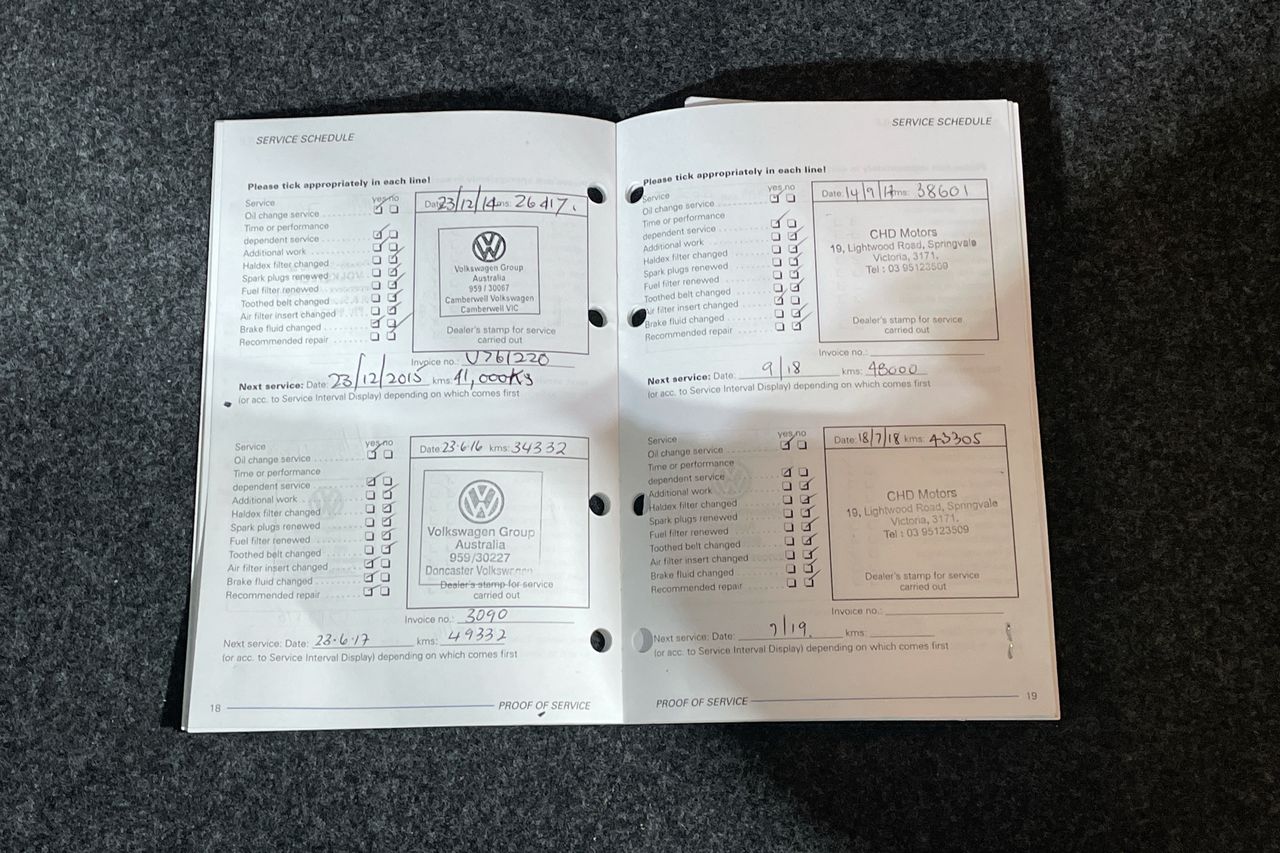 SERVICE SCHEDULE
Please tick appropriately in each line!
Service yes no
Oil change service
Time or performance
dependent service
Additional work
Haldex filter changed
Spark plugs renewed
Fuel filter renewed
Toothed belt changed
Air filter insert changed
Brake fluid changed
Recommended repair
Date: 23/12/14 kms: 26417.
Volkswagen Group
Australia
959 / 30087
Camberwell Volkswagen
Camberwell VIC
Dealer's stamp for service
carried out
Invoice no.: U761220
Next service: Date: 23/12/2015 kms: 41,000Ks
(or acc. to Service Interval Display) depending on which comes first
Service yes no
Oil change service
Time or performance
dependent service
Additional work
Haldex filter changed
Spark plugs renewed
Fuel filter renewed
Toothed belt changed
Air filter insert changed
Brake fluid changed
Recommended repair
Date: 23·6·16 kms: 34332
Volkswagen Group
Australia
959/30227
Doncaster Volkswagen
Dealer's stamp for service
carried out
Invoice no.: 3090
Next service: Date: 23·6·17 kms: 49332
(or acc. to Service Interval Display) depending on which comes first
18 PROOF OF SERVICE
SERVICE SCHEDULE
Please tick appropriately in each line!
Service yes no
Oil change service
Time or performance
dependent service
Additional work
Haldex filter changed
Spark plugs renewed
Fuel filter renewed
Toothed belt changed
Air filter insert changed
Brake fluid changed
Recommended repair
Date: 14/9/17 kms: 38601
CHD Motors
19, Lightwood Road, Springvale
Victoria, 3171.
Tel : 03 95123509
Dealer's stamp for service
carried out
Invoice no.:
Next service: Date: 9/18 kms: 48000
(or acc. to Service Interval Display) depending on which comes first
Service yes no
Oil change service
Time or performance
dependent service
Additional work
Haldex filter changed
Spark plugs renewed
Fuel filter renewed
Toothed belt changed
Air filter insert changed
Brake fluid changed
Recommended repair
Date: 18/7/18 kms: 43305
CHD Motors
19, Lightwood Road, Springvale
Victoria, 3171.
Tel : 03 95123509
Dealer's stamp for service
carried out
Invoice no.:
Next service: Date: 7/19. kms:
(or acc. to Service Interval Display) depending on which comes first
PROOF OF SERVICE 19